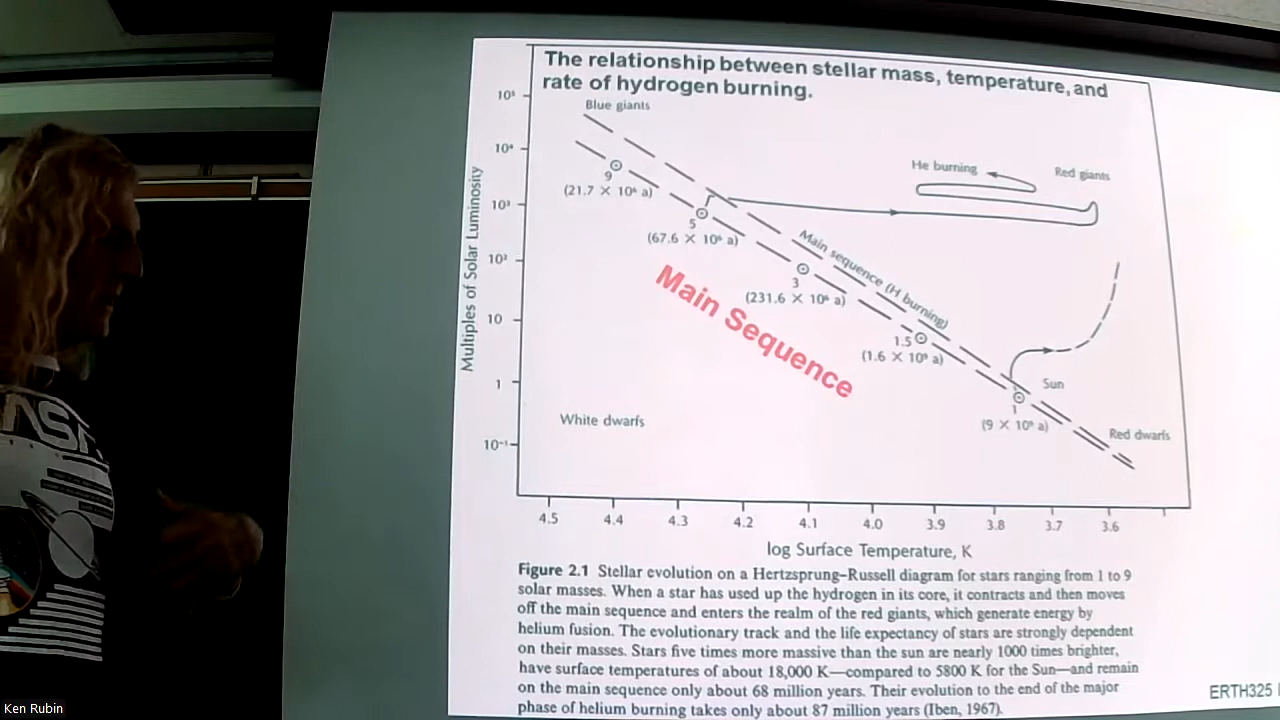 The relationship between stellar mass, temperature, and
rate of hydrogen burning.
Blue giants
10⁵
10⁴
10³
10²
10
1
10⁻¹
Multiples of Solar Luminosity
9
(21.7 × 10⁶ a)
5
(67.6 × 10⁶ a)
3
(231.6 × 10⁶ a)
1.5
(1.6 × 10⁹ a)
1
(9 × 10⁹ a)
He burning
Red giants
Main sequence (H burning)
Main Sequence
Sun
White dwarfs
Red dwarfs
4.5 4.4 4.3 4.2 4.1 4.0 3.9 3.8 3.7 3.6
log Surface Temperature, K
Figure 2.1 Stellar evolution on a Hertzsprung–Russell diagram for stars ranging from 1 to 9
solar masses. When a star has used up the hydrogen in its core, it contracts and then moves
off the main sequence and enters the realm of the red giants, which generate energy by
helium fusion. The evolutionary track and the life expectancy of stars are strongly dependent
on their masses. Stars five times more massive than the sun are nearly 1000 times brighter,
have surface temperatures of about 18,000 K—compared to 5800 K for the Sun—and remain
on the main sequence only about 68 million years. Their evolution to the end of the major
phase of helium burning takes only about 87 million years (Iben, 1967).
ERTH325
Ken Rubin